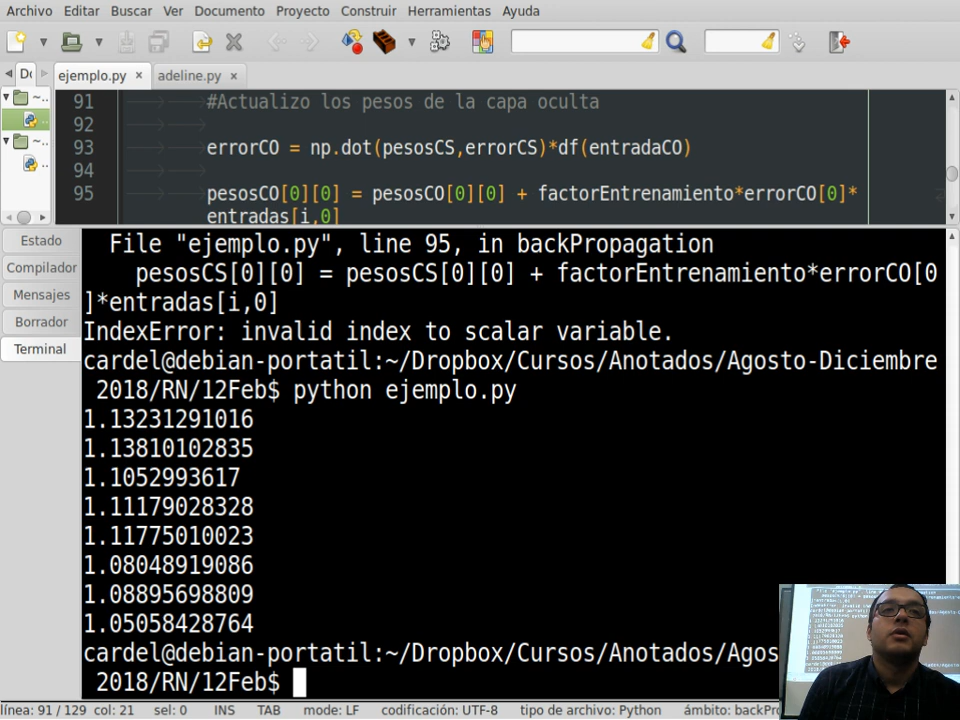 Archivo Editar Buscar Ver Documento Proyecto Construir Herramientas Ayuda
ejemplo.py × adeline.py ×
91 #Actualizo los pesos de la capa oculta
92
93 errorCO = np.dot(pesosCS,errorCS)*df(entradaCO)
94
95 pesosCO[0][0] = pesosCO[0][0] + factorEntrenamiento*errorCO[0]*
entradas[i,0]
Estado
Compilador
Mensajes
Borrador
Terminal
File "ejemplo.py", line 95, in backPropagation
pesosCS[0][0] = pesosCS[0][0] + factorEntrenamiento*errorCO[0
]*entradas[i,0]
IndexError: invalid index to scalar variable.
cardel@debian-portatil:~/Dropbox/Cursos/Anotados/Agosto-Diciembre
2018/RN/12Feb$ python ejemplo.py
1.13231291016
1.13810102835
1.1052993617
1.11179028328
1.11775010023
1.08048919086
1.08895698809
1.05058428764
cardel@debian-portatil:~/Dropbox/Cursos/Anotados/Agos
2018/RN/12Feb$
línea: 91 / 129 col: 21 sel: 0 INS TAB mode: LF codificación: UTF-8 tipo de archivo: Python ámbito: backPro